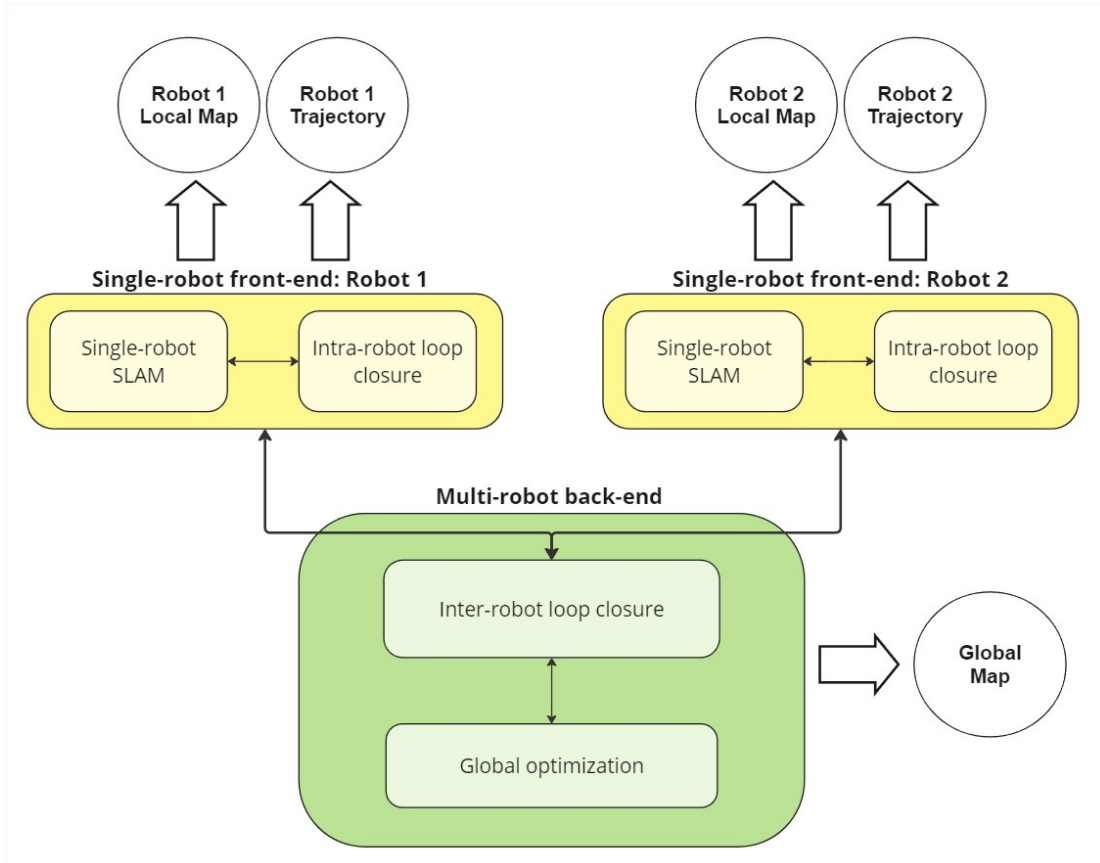 Robot 1
Local Map
Robot 1
Trajectory
Robot 2
Local Map
Robot 2
Trajectory
Single-robot front-end: Robot 1
Single-robot front-end: Robot 2
Single-robot
SLAM
Intra-robot loop
closure
Single-robot
SLAM
Intra-robot loop
closure
Multi-robot back-end
Inter-robot loop closure
Global
Map
Global optimization